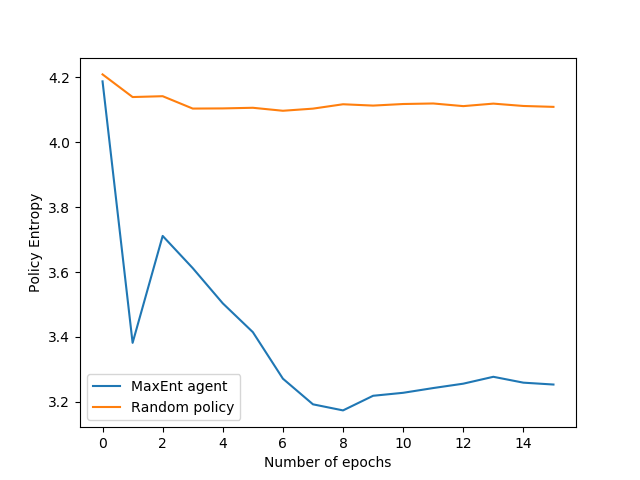 4.2
4.0
3.8
3.6
3.4
3.2
Policy Entropy
MaxEnt agent
Random policy
0 2 4 6 8 10 12 14
Number of epochs